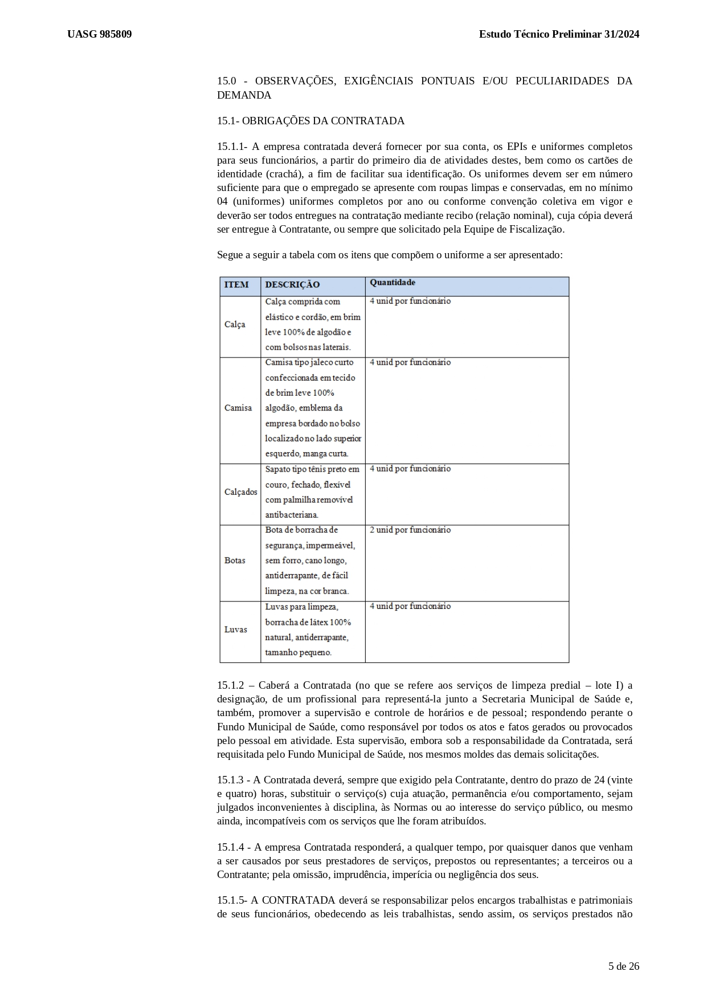 UASG 985809
Estudo Técnico Preliminar 31/2024
15.0 - OBSERVAÇÕES, EXIGÊNCIAIS PONTUAIS E/OU PECULIARIDADES DA
DEMANDA
15.1- OBRIGAÇÕES DA CONTRATADA
15.1.1- A empresa contratada deverá fornecer por sua conta, os EPIs e uniformes completos
para seus funcionários, a partir do primeiro dia de atividades destes, bem como os cartões de
identidade (crachá), a fim de facilitar sua identificação. Os uniformes devem ser em número
suficiente para que o empregado se apresente com roupas limpas e conservadas, em no mínimo
04 (uniformes) uniformes completos por ano ou conforme convenção coletiva em vigor e
deverão ser todos entregues na contratação mediante recibo (relação nominal), cuja cópia deverá
ser entregue à Contratante, ou sempre que solicitado pela Equipe de Fiscalização.
Segue a seguir a tabela com os itens que compõem o uniforme a ser apresentado:
ITEM
DESCRIÇÃO
Quantidade
Calça
Calça comprida com
elástico e cordão, em brim
leve 100% de algodão e
com bolsos nas laterais.
4 unid por funcionário
Camisa
Camisa tipo jaleco curto
confeccionada em tecido
de brim leve 100%
algodão, emblema da
empresa bordado no bolso
localizado no lado superior
esquerdo, manga curta.
4 unid por funcionário
Calçados
Sapato tipo tênis preto em
couro, fechado, flexível
com palmilha removível
antibacteriana.
4 unid por funcionário
Botas
Bota de borracha de
segurança, impermeável,
sem forro, cano longo,
antiderrapante, de fácil
limpeza, na cor branca.
2 unid por funcionário
Luvas
Luvas para limpeza,
borracha de látex 100%
natural, antiderrapante,
tamanho pequeno.
4 unid por funcionário
15.1.2 – Caberá a Contratada (no que se refere aos serviços de limpeza predial – lote I) a
designação, de um profissional para representá-la junto a Secretaria Municipal de Saúde e,
também, promover a supervisão e controle de horários e de pessoal; respondendo perante o
Fundo Municipal de Saúde, como responsável por todos os atos e fatos gerados ou provocados
pelo pessoal em atividade. Esta supervisão, embora sob a responsabilidade da Contratada, será
requisitada pelo Fundo Municipal de Saúde, nos mesmos moldes das demais solicitações.
15.1.3 - A Contratada deverá, sempre que exigido pela Contratante, dentro do prazo de 24 (vinte
e quatro) horas, substituir o serviço(s) cuja atuação, permanência e/ou comportamento, sejam
julgados inconvenientes à disciplina, às Normas ou ao interesse do serviço público, ou mesmo
ainda, incompatíveis com os serviços que lhe foram atribuídos.
15.1.4 - A empresa Contratada responderá, a qualquer tempo, por quaisquer danos que venham
a ser causados por seus prestadores de serviços, prepostos ou representantes; a terceiros ou a
Contratante; pela omissão, imprudência, imperícia ou negligência dos seus.
15.1.5- A CONTRATADA deverá se responsabilizar pelos encargos trabalhistas e patrimoniais
de seus funcionários, obedecendo as leis trabalhistas, sendo assim, os serviços prestados não
5 de 26